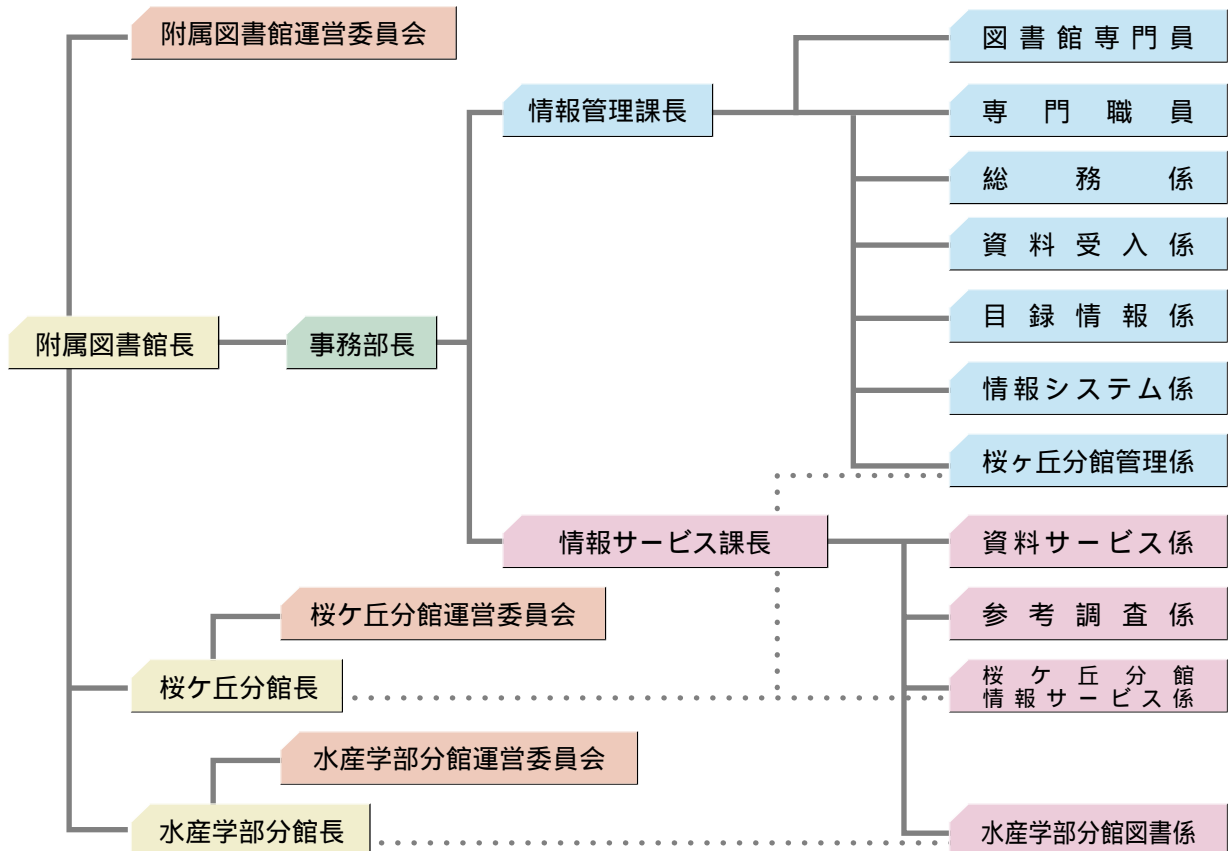 附属図書館運営委員会
図書館専門員
情報管理課長
専門職員
総務係
資料受入係
目録情報係
附属図書館長
事務部長
情報システム係
桜ヶ丘分館管理係
情報サービス課長
資料サービス係
桜ケ丘分館運営委員会
参考調査係
桜ケ丘分館長
桜ケ丘分館
情報サービス係
水産学部分館運営委員会
水産学部分館長
水産学部分館図書係